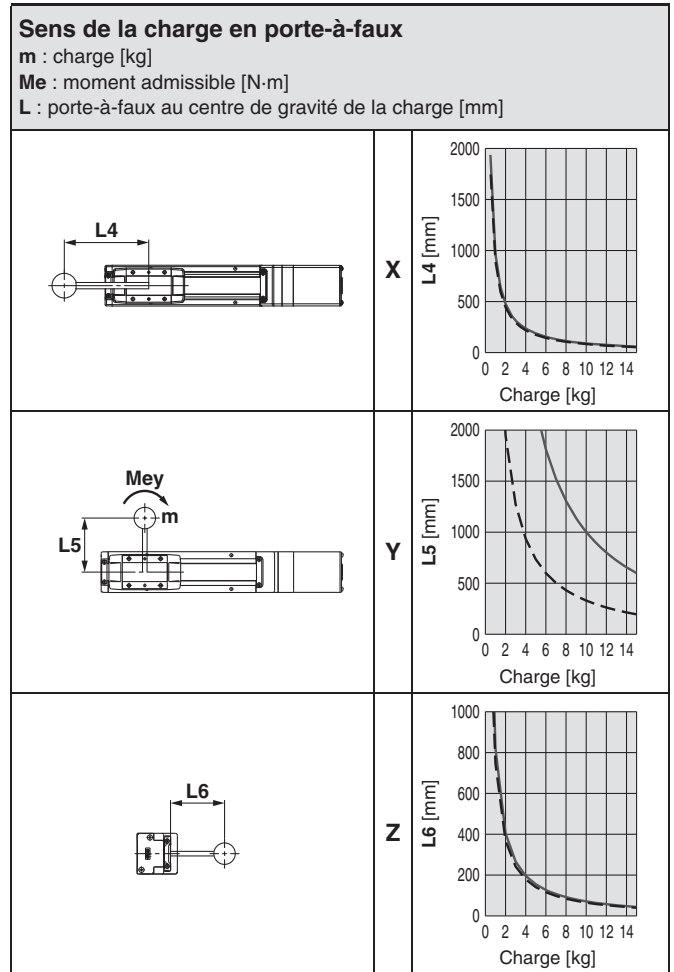 Sens de la charge en porte-à-faux
m : charge [kg]
Me : moment admissible [N·m]
L : porte-à-faux au centre de gravité de la charge [mm]
L4
X
L4 [mm]
2000
1500
1000
500
0
0 2 4 6 8 10 12 14
Charge [kg]
Mey
m
L5
Y
L5 [mm]
2000
1500
1000
500
0
0 2 4 6 8 10 12 14
Charge [kg]
L6
Z
L6 [mm]
1000
800
600
400
200
0
0 2 4 6 8 10 12 14
Charge [kg]